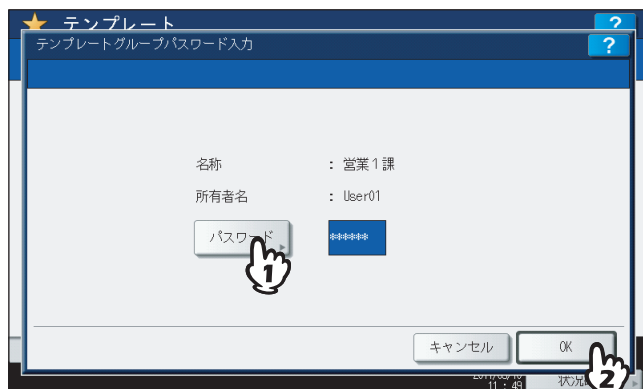 テンプレート
?
テンプレートグループパスワード入力
?
名称 : 営業1課
所有者名 : User01
パスワード ******
1
キャンセル
OK
2
11:49
状況